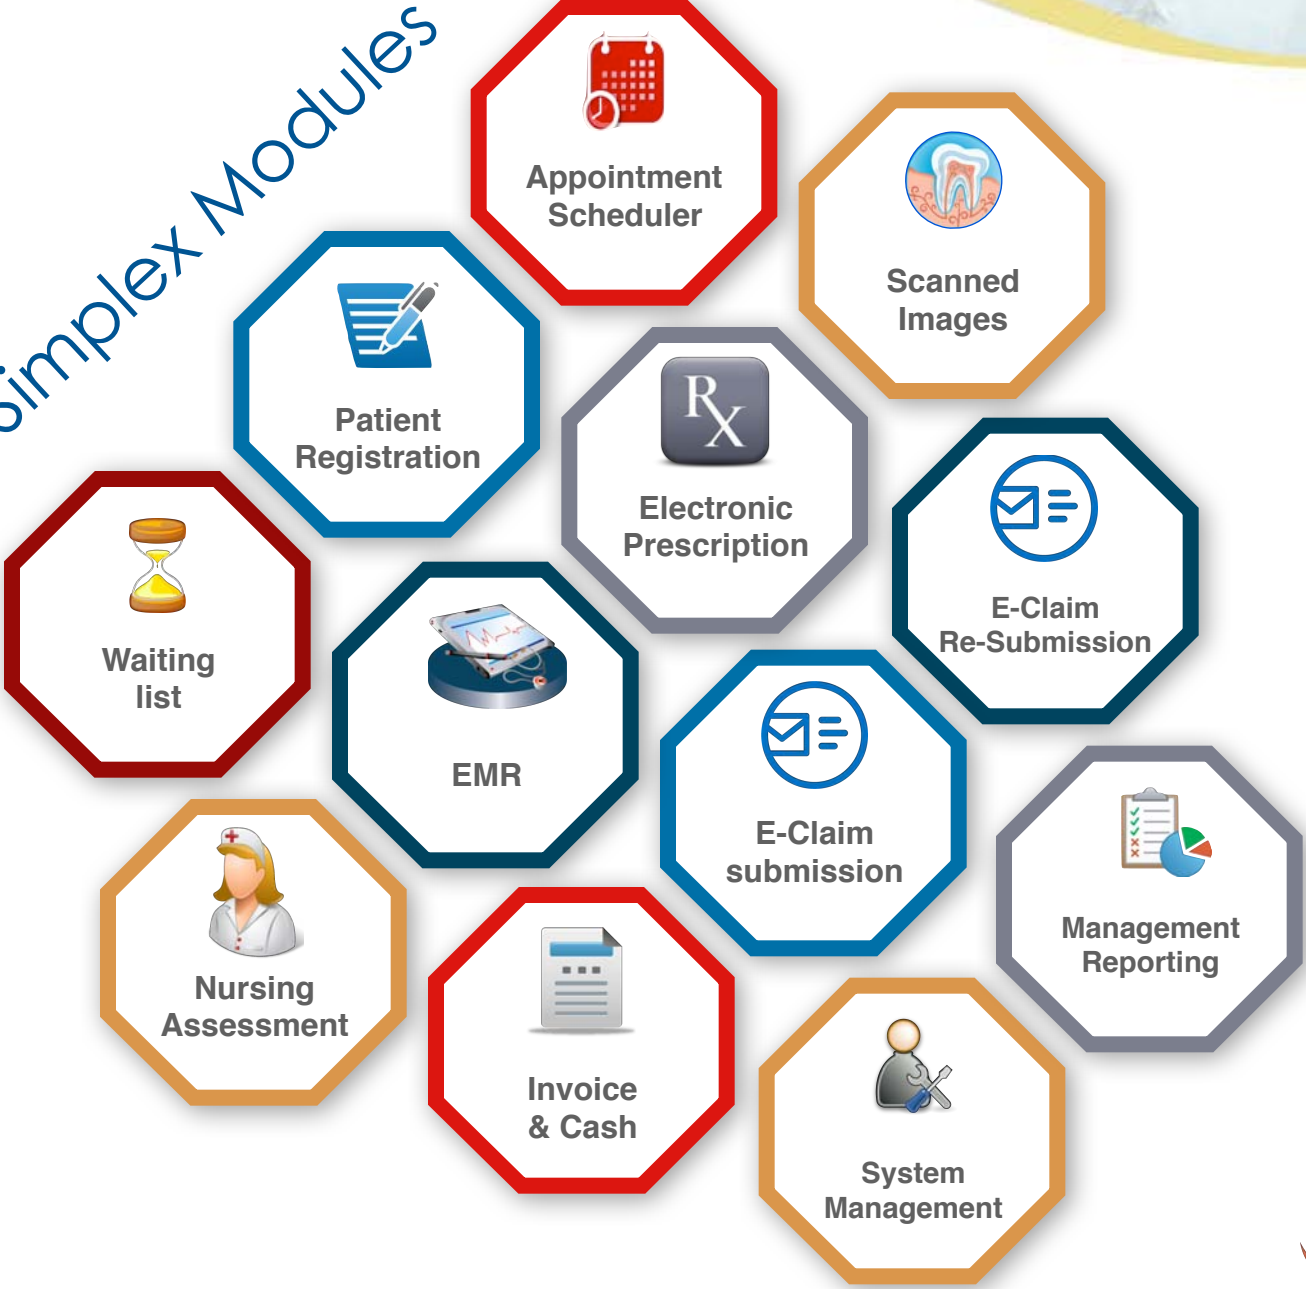 Simplex Modules
Appointment
Scheduler
Scanned
Images
Patient
Registration
RX
Electronic
Prescription
E-Claim
Re-Submission
Waiting
list
EMR
E-Claim
submission
Management
Reporting
Nursing
Assessment
Invoice
& Cash
System
Management